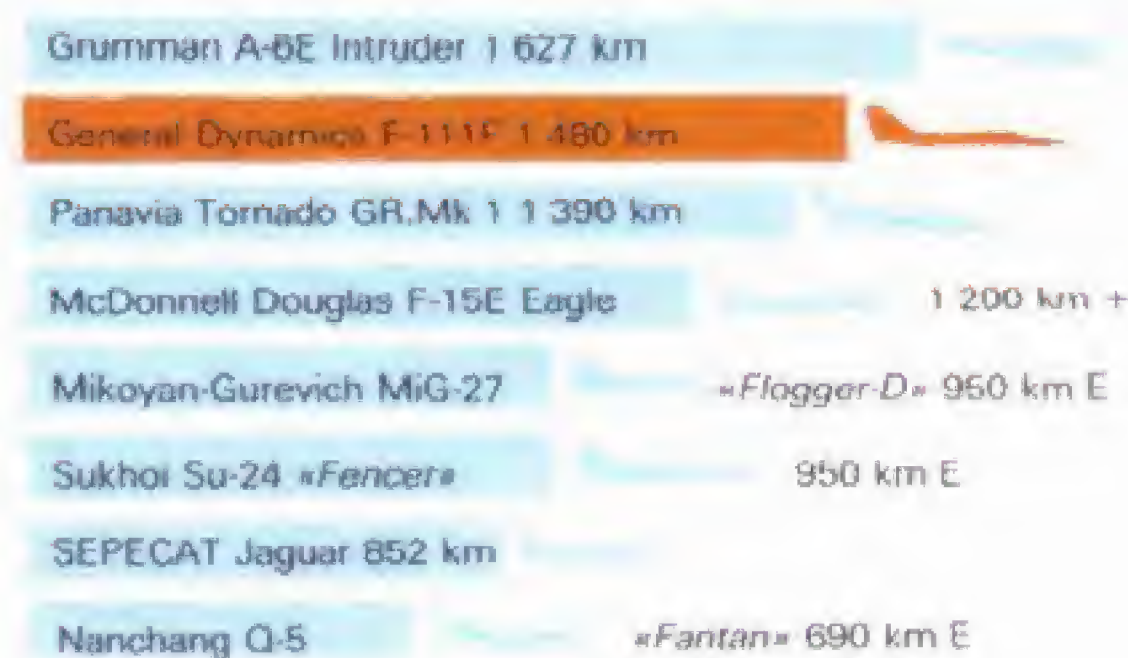 Grumman A-6E Intruder 1 627 km
General Dynamics F-111F 1 480 km
Panavia Tornado GR.Mk 1 1 390 km
McDonnell Douglas F-15E Eagle 1 200 km +
Mikoyan-Gurevich MiG-27 «Flogger-D» 950 km E
Sukhoi Su-24 «Fencer» 950 km E
SEPECAT Jaguar 852 km
Nanchang Q-5 «Fantan» 690 km E